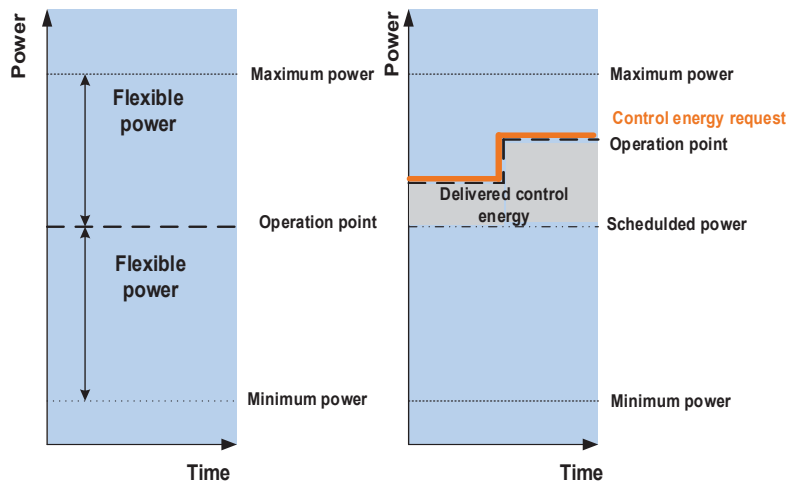 Power
Maximum power
Flexible
power
Operation point
Flexible
power
Minimum power
Time
Power
Maximum power
Control energy request
Operation point
Delivered control
energy
Schedulded power
Minimum power
Time